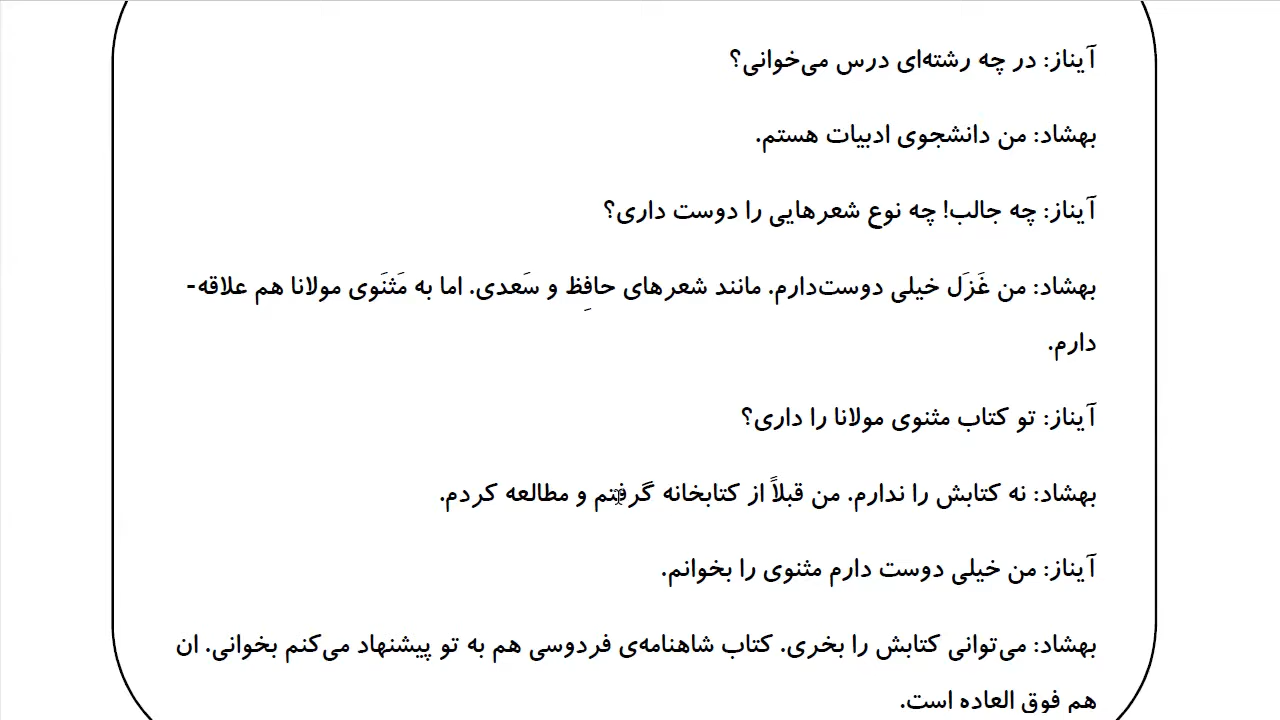 آیناز: در چه رشته‌ای درس می‌خوانی؟
بهشاد: من دانشجوی ادبیات هستم.
آیناز: چه جالب! چه نوع شعرهایی را دوست داری؟
بهشاد: من غَزَل خیلی دوست‌دارم. مانند شعرهای حافِظ و سَعدی. اما به مَثنَوی مولانا هم علاقه-
دارم.
آیناز: تو کتاب مثنوی مولانا را داری؟
بهشاد: نه کتابش را ندارم. من قبلاً از کتابخانه گرفتم و مطالعه کردم.
آیناز: من خیلی دوست دارم مثنوی را بخوانم.
بهشاد: می‌توانی کتابش را بخری. کتاب شاهنامه‌ی فردوسی هم به تو پیشنهاد می‌کنم بخوانی. ان
هم فوق العاده است.